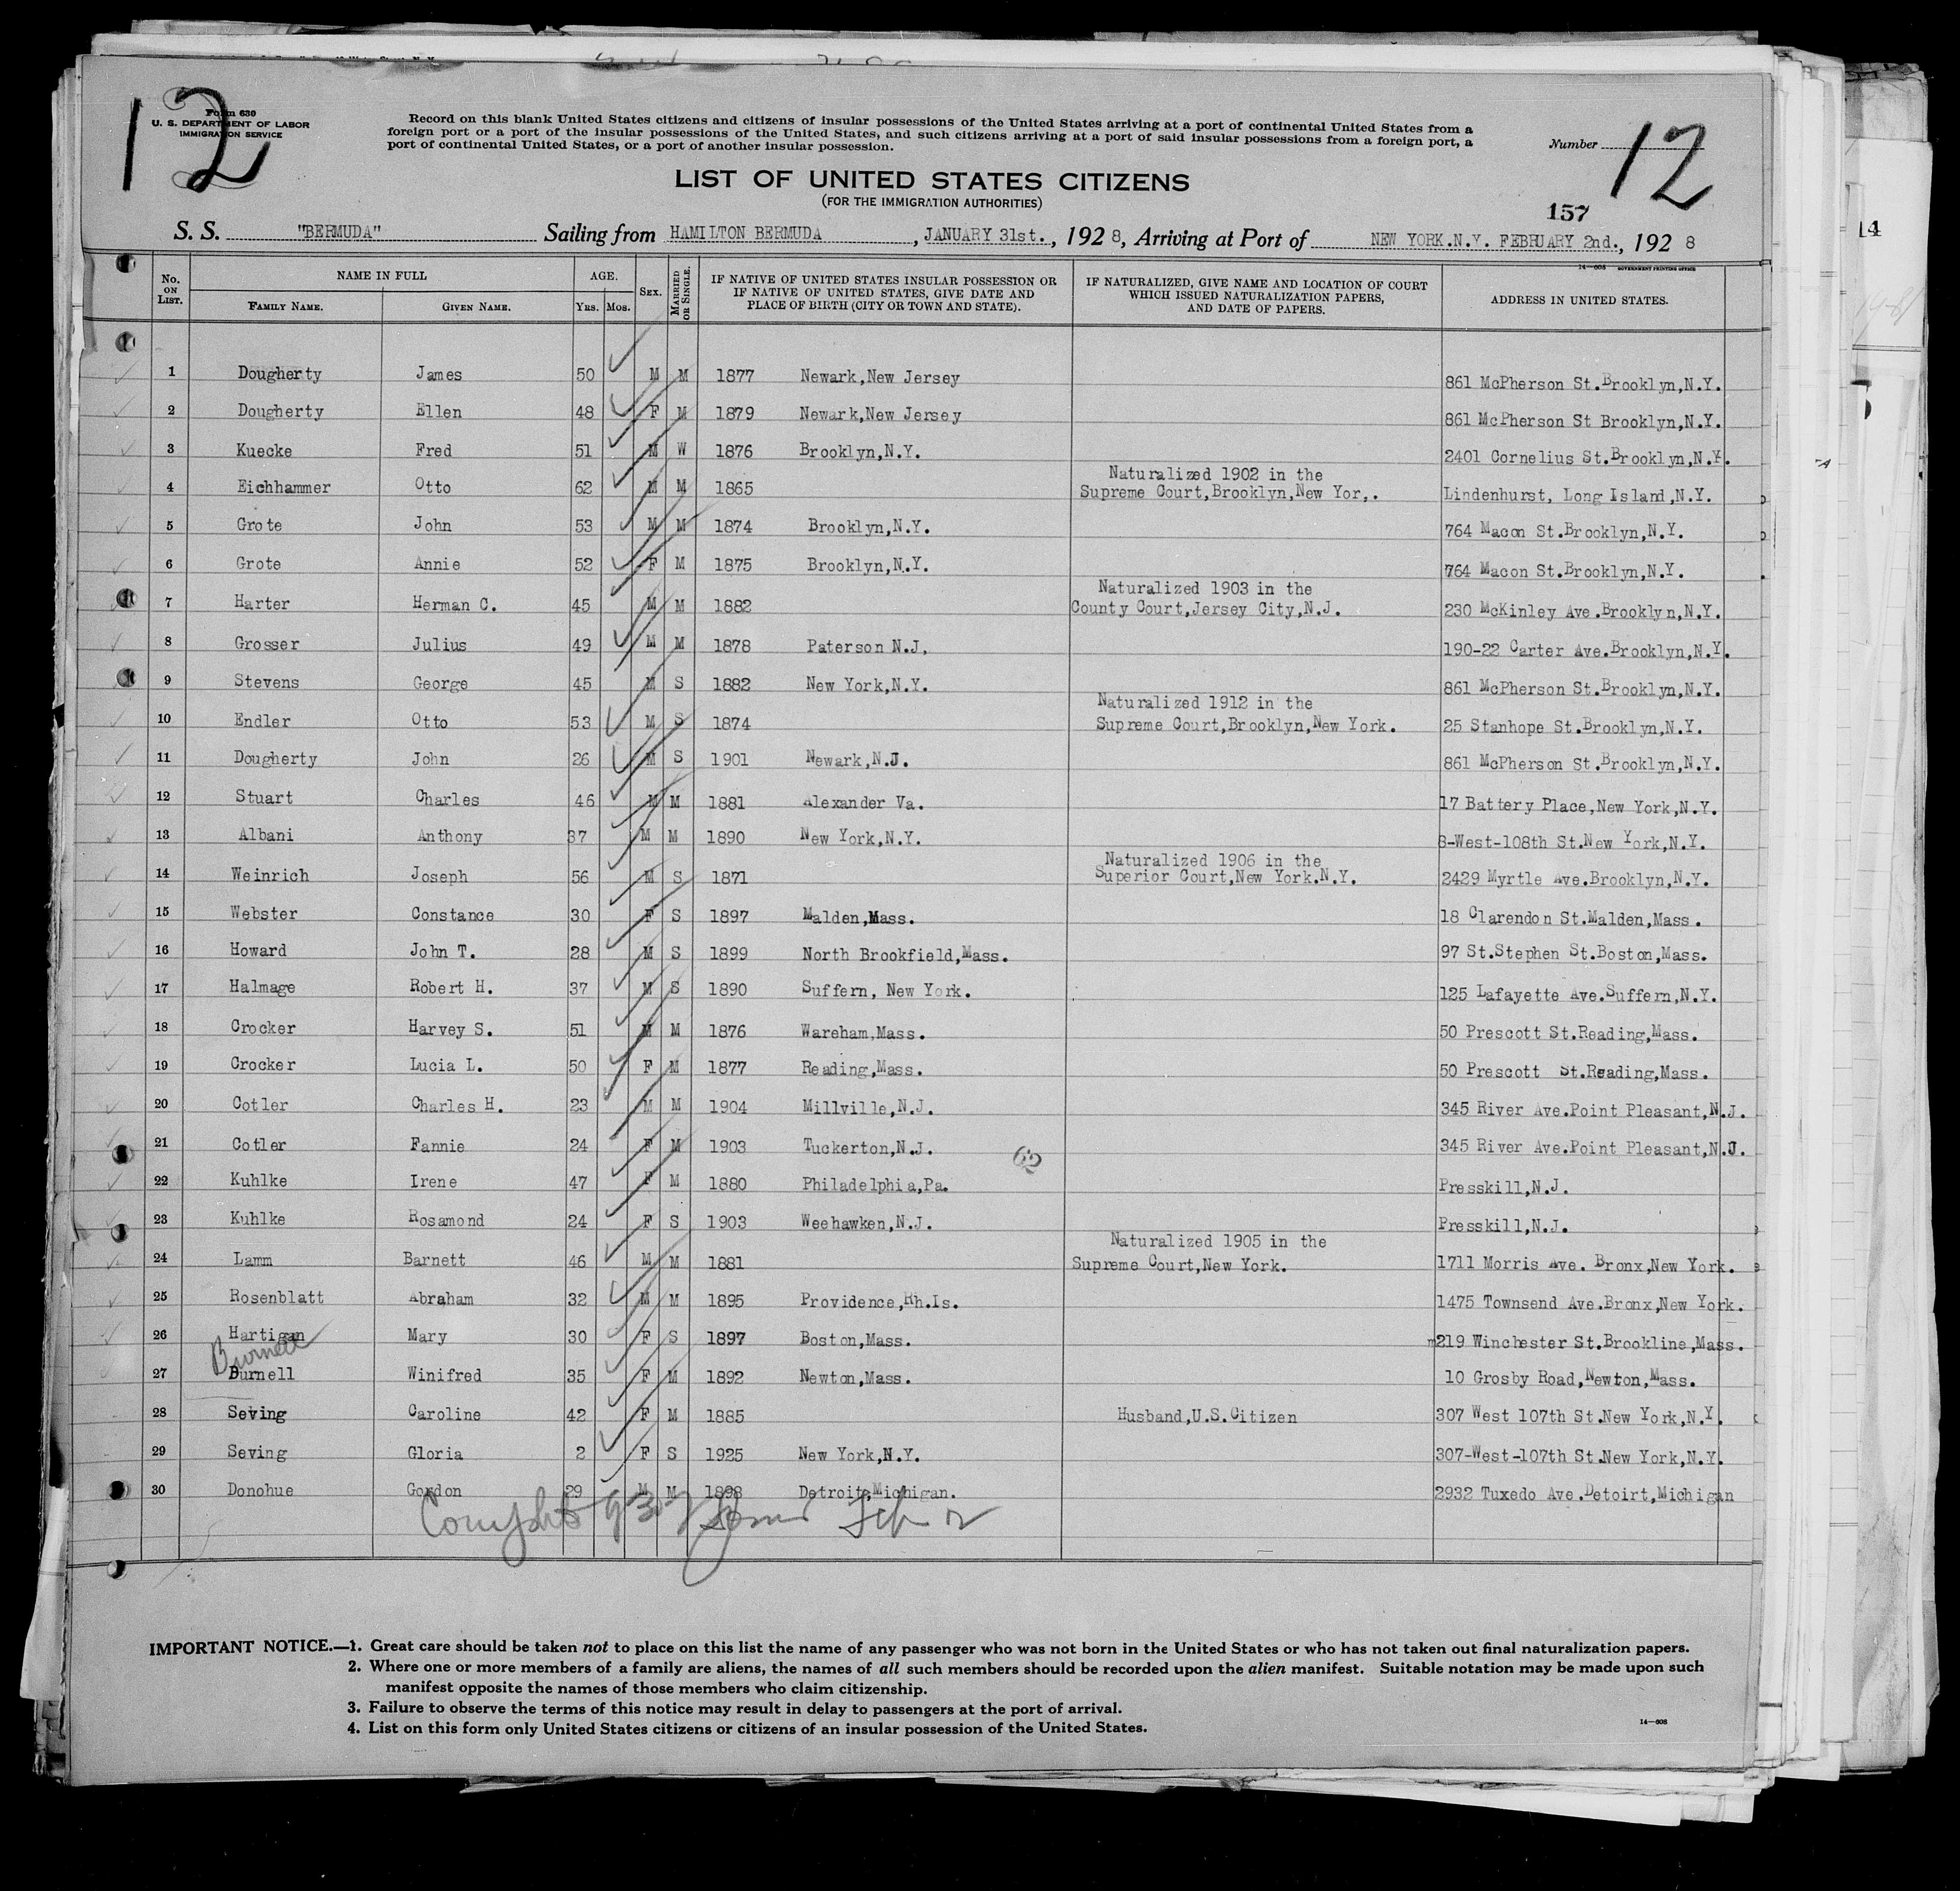 12
Form 630
U. S. DEPARTMENT OF LABOR
IMMIGRATION SERVICE
Record on this blank United States citizens and citizens of insular possessions of the United States arriving at a port of continental United States from a
foreign port or a port of the insular possessions of the United States, and such citizens arriving at a port of said insular possessions from a foreign port, a
port of continental United States, or a port of another insular possession.
Number 12
LIST OF UNITED STATES CITIZENS
(FOR THE IMMIGRATION AUTHORITIES)
157
S. S. "BERMUDA" Sailing from HAMILTON BERMUDA, JANUARY 31st., 1928, Arriving at Port of NEW YORK.N.Y. FEBRUARY 2nd., 1928
14—608 GOVERNMENT PRINTING OFFICE
No. ON LIST. NAME IN FULL AGE. SEX. MARRIED OR SINGLE. IF NATIVE OF UNITED STATES INSULAR POSSESSION OR IF NATIVE OF UNITED STATES, GIVE DATE AND PLACE OF BIRTH (CITY OR TOWN AND STATE). IF NATURALIZED, GIVE NAME AND LOCATION OF COURT WHICH ISSUED NATURALIZATION PAPERS, AND DATE OF PAPERS. ADDRESS IN UNITED STATES.
FAMILY NAME. GIVEN NAME. YRS. MOS.
1 Dougherty James 50 M M 1877 Newark,New Jersey 861 McPherson St.Brooklyn,N.Y.
2 Dougherty Ellen 48 F M 1879 Newark,New Jersey 861 McPherson St Brooklyn,N.Y.
3 Kuecke Fred 51 M W 1876 Brooklyn,N.Y. 2401 Cornelius St.Brooklyn,N.Y.
Naturalized 1902 in the
4 Eichhammer Otto 62 M M 1865 Supreme Court,Brooklyn,New Yor,. Lindenhurst, Long Island,N.Y.
5 Grote John 53 M M 1874 Brooklyn,N.Y. 764 Macon St.Brooklyn,N.Y.
6 Grote Annie 52 F M 1875 Brooklyn,N.Y. 764 Macon St.Brooklyn,N.Y.
Naturalized 1903 in the
7 Harter Herman C. 45 M M 1882 County Court,Jersey City,N.J. 230 McKinley Ave.Brooklyn,N.Y.
8 Grosser Julius 49 M M 1878 Paterson N.J, 190-22 Carter Ave.Brooklyn,N.Y.
9 Stevens George 45 M S 1882 New York,N.Y. 861 McPherson St.Brooklyn,N.Y.
Naturalized 1912 in the
10 Endler Otto 53 M S 1874 Supreme Court,Brooklyn,New York. 25 Stanhope St.Brooklyn,N.Y.
11 Dougherty John 26 M S 1901 Newark,N.J. 861 McPherson St.Brooklyn,N.Y.
12 Stuart Charles 46 M M 1881 Alexander Va. 17 Battery Place,New York,N.Y.
13 Albani Anthony 37 M M 1890 New York,N.Y. 8-West-108th St.New York,N.Y.
Naturalized 1906 in the
14 Weinrich Joseph 56 M S 1871 Superior Court,New York.N.Y. 2429 Myrtle Ave.Brooklyn,N.Y.
15 Webster Constance 30 F S 1897 Malden,Mass. 18 Clarendon St.Malden,Mass.
16 Howard John T. 28 M S 1899 North Brookfield,Mass. 97 St.Stephen St.Boston,Mass.
17 Halmage Robert H. 37 M S 1890 Suffern, New York. 125 Lafayette Ave.Suffern,N.Y.
18 Crocker Harvey S. 51 M M 1876 Wareham,Mass. 50 Prescott St.Reading,Mass.
19 Crocker Lucia L. 50 F M 1877 Reading,Mass. 50 Prescott St.Reading,Mass.
20 Cotler Charles H. 23 M M 1904 Millville,N.J. 345 River Ave.Point Pleasant,N.J.
21 Cotler Fannie 24 F M 1903 Tuckerton,N.J. 345 River Ave.Point Pleasant,N.J.
22 Kuhlke Irene 47 F M 1880 Philadelphia,Pa. Presskill,N.J.
23 Kuhlke Rosamond 24 F S 1903 Weehawken,N.J. Presskill,N.J.
Naturalized 1905 in the
24 Lamm Barnett 46 M M 1881 Supreme Court,New York. 1711 Morris Ave. Bronx,New York.
25 Rosenblatt Abraham 32 M M 1895 Providence,Rh.Is. 1475 Townsend Ave.Bronx,New York.
26 Hartigan Mary 30 F S 1897 Boston,Mass. 219 Winchester St.Brookline,Mass.
Burnett
27 Burnell Winifred 35 F M 1892 Newton,Mass. 10 Grosby Road,Newton,Mass.
28 Seving Caroline 42 F M 1885 Husband,U.S.Citizen 307 West 107th St.New York,N.Y.
29 Seving Gloria 2 F S 1925 New York,N.Y. 307-West-107th St.New York,N.Y.
30 Donohue Gordon 29 M M 1898 Detroit,Michigan. 2932 Tuxedo Ave.Detoirt,Michigan
IMPORTANT NOTICE.—1. Great care should be taken not to place on this list the name of any passenger who was not born in the United States or who has not taken out final naturalization papers.
2. Where one or more members of a family are aliens, the names of all such members should be recorded upon the alien manifest. Suitable notation may be made upon such
manifest opposite the names of those members who claim citizenship.
3. Failure to observe the terms of this notice may result in delay to passengers at the port of arrival.
4. List on this form only United States citizens or citizens of an insular possession of the United States.
14—608